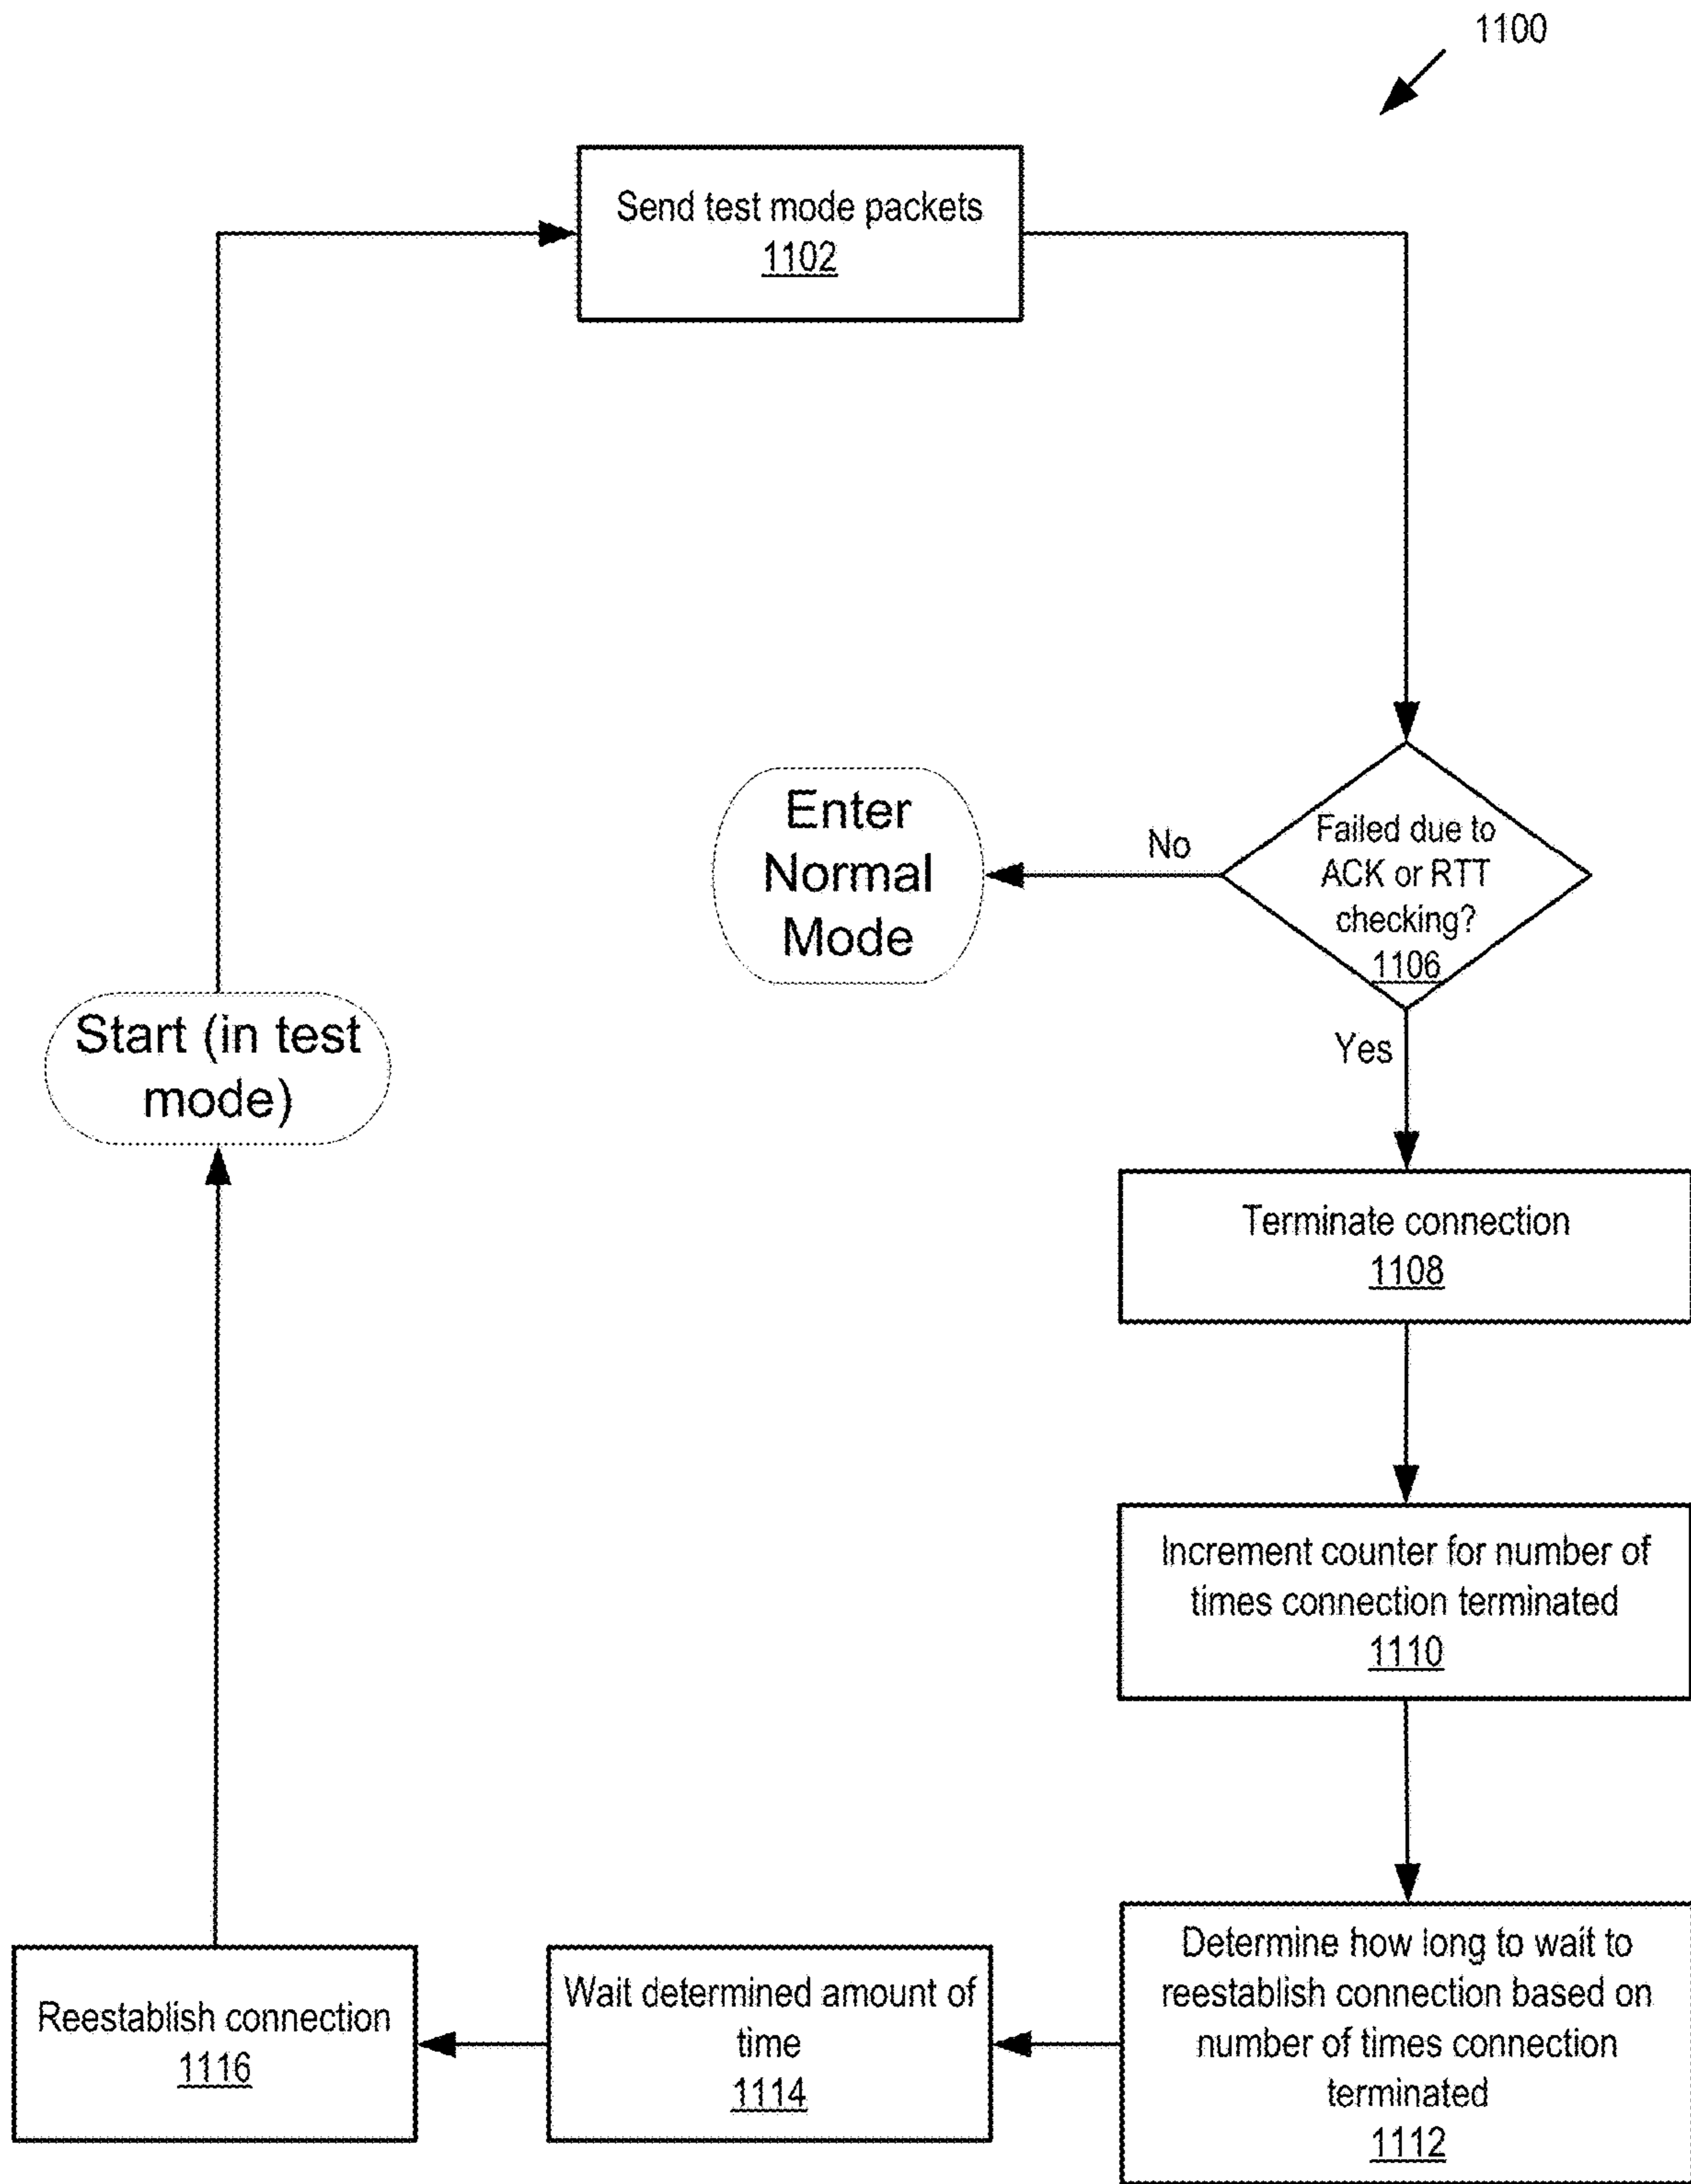 1100
Send test mode packets
1102
Failed due to
ACK or RTT
checking?
1106
No
Enter
Normal
Mode
Yes
Start (in test
mode)
Terminate connection
1108
Increment counter for number of
times connection terminated
1110
Determine how long to wait to
reestablish connection based on
number of times connection
terminated
1112
Wait determined amount of
time
1114
Reestablish connection
1116